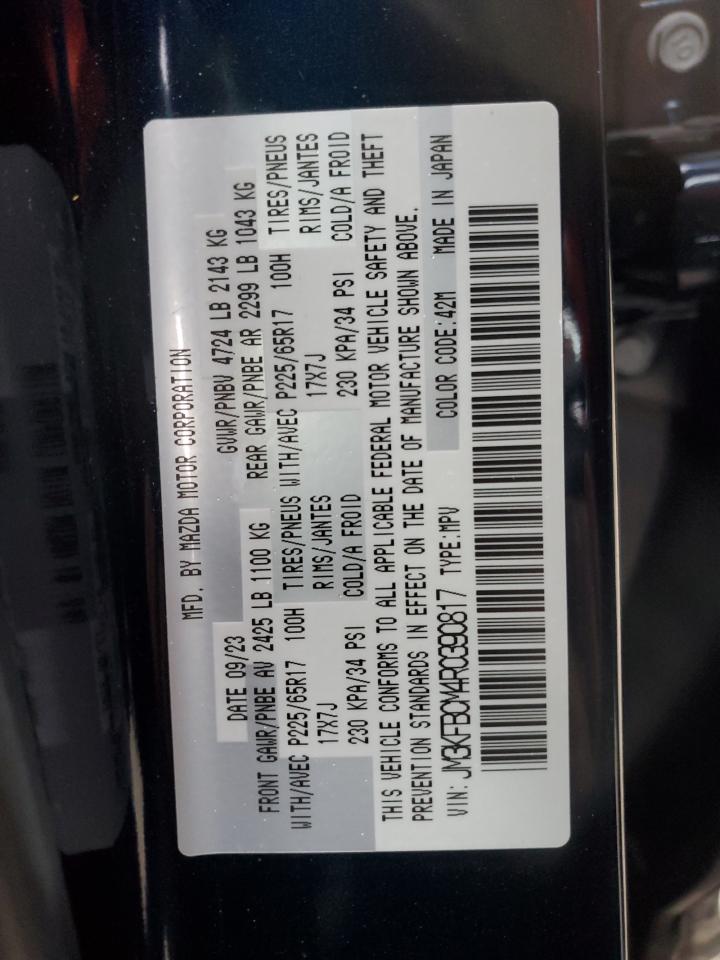 MFD. BY MAZDA MOTOR CORPORATION
DATE 09/23 GVWR/PNBV 4724 LB 2143 KG
FRONT GAWR/PNBE AV 2425 LB 1100 KG REAR GAWR/PNBE AR 2299 LB 1043 KG
WITH/AVEC P225/65R17 100H TIRES/PNEUS WITH/AVEC P225/65R17 100H TIRES/PNEUS
17X7J RIMS/JANTES 17X7J RIMS/JANTES
230 KPA/34 PSI COLD/A FROID 230 KPA/34 PSI COLD/A FROID
THIS VEHICLE CONFORMS TO ALL APPLICABLE FEDERAL MOTOR VEHICLE SAFETY AND THEFT
PREVENTION STANDARDS IN EFFECT ON THE DATE OF MANUFACTURE SHOWN ABOVE.
VIN: JM3KFBCM4R0390817 TYPE:MPV COLOR CODE:42M MADE IN JAPAN
10